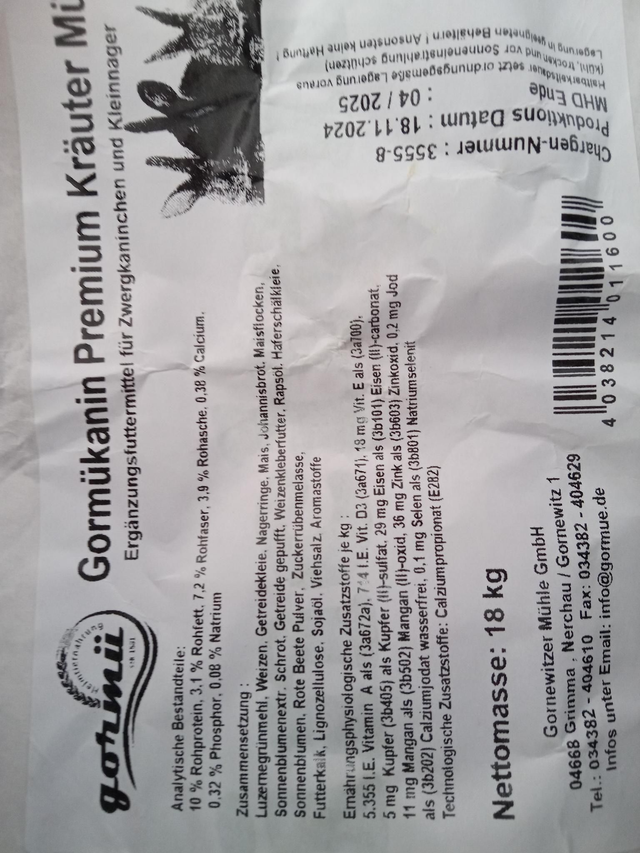 gormü
Heimtiernahrung
Gormükanin Premium Kräuter Mü
Ergänzungsfuttermittel für Zwergkaninchen und Kleinnager
Analytische Bestandteile:
10 % Rohprotein, 3,1 % Rohfett, 7,2 % Rohfaser, 3,9 % Rohasche, 0,38 % Calcium,
0,32 % Phosphor, 0,08 % Natrium
Zusammensetzung :
Luzernegrünmehl, Weizen, Getreidekleie, Nagerringe, Mais, Johannisbrot, Maisflocken,
Sonnenblumenextr. Schrot, Getreide gepufft, Weizenkleberfutter, Rapsöl, Haferschälkleie,
Sonnenblumen, Rote Beete Pulver, Zuckerrübenmelasse,
Futterkalk, Lignozellulose, Sojaöl, Viehsalz, Aromastoffe
Ernährungsphysiologische Zusatzstoffe je kg :
5.355 I.E. Vitamin A als (3a672a), 714 I.E. Vit. D3 (3a671), 18 mg Vit. E als (3a700),
5 mg Kupfer (3b405) als Kupfer (II)-sulfat, 29 mg Eisen als (3b101) Eisen (II)-carbonat,
11 mg Mangan als (3b502) Mangan (II)-oxid, 36 mg Zink als (3b603) Zinkoxid, 0,2 mg Jod
als (3b202) Calziumjodat wasserfrei, 0,1 mg Selen als (3b801) Natriumselenit
Technologische Zusatzstoffe: Calziumpropionat (E282)
Nettomasse: 18 kg
Gornewitzer Mühle GmbH
04668 Grimma , Nerchau / Gornewitz 1
Tel.: 034382 - 404610 Fax: 034382 - 404629
Infos unter Email: info@gormue.de
4 038214 011600
Chargen-Nummer : 3555-8
Produktions Datum : 18.11.2024
MHD Ende : 04 / 2025
Haltbarkeitsdauer setzt ordnungsgemäße Lagerung voraus
(kühl, trocken und vor Sonneneinstrahlung schützen)
Lagerung in geeigneten Behältern ! Ansonsten keine Haftung !